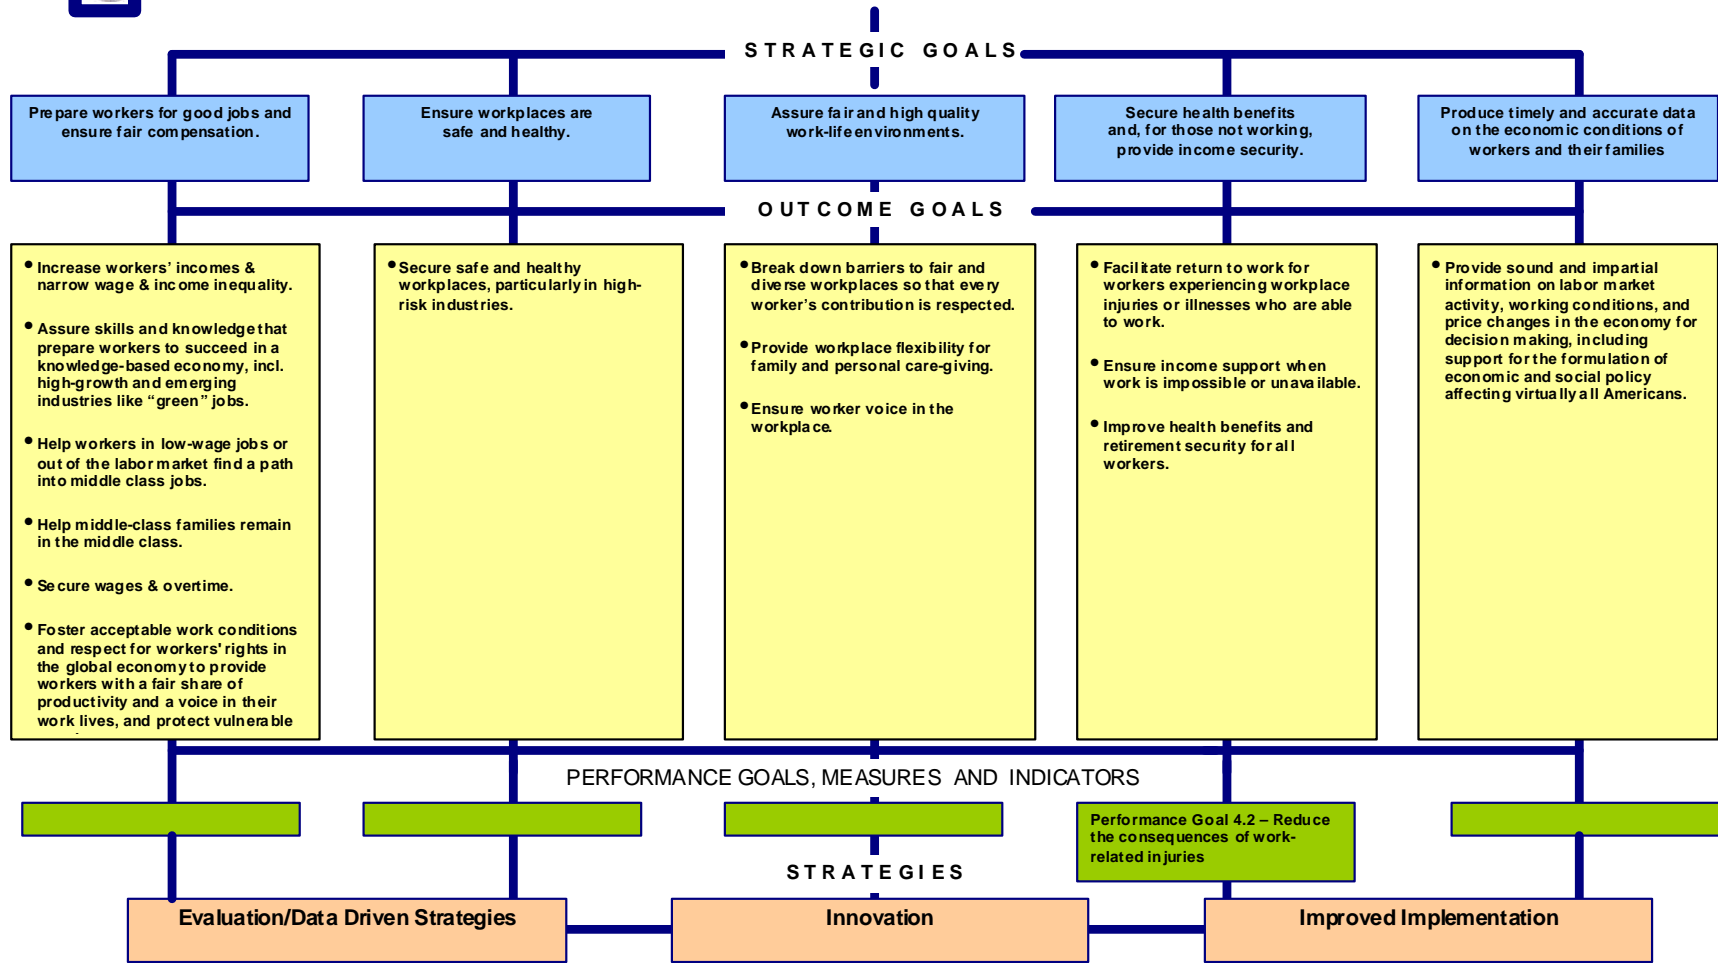 STRATEGIC GOALS
Prepare workers for good jobs and
ensure fair compensation.
Ensure workplaces are
safe and healthy.
Assure fair and high quality
work-life environments.
Secure health benefits
and, for those not working,
provide income security.
Produce timely and accurate data
on the economic conditions of
workers and their families
OUTCOME GOALS
• Increase workers’ incomes &
narrow wage & income inequality.
• Assure skills and knowledge that
prepare workers to succeed in a
knowledge-based economy, incl.
high-growth and emerging
industries like “green” jobs.
• Help workers in low-wage jobs or
out of the labor market find a path
into middle class jobs.
• Help middle-class families remain
in the middle class.
• Secure wages & overtime.
• Foster acceptable work conditions
and respect for workers' rights in
the global economy to provide
workers with a fair share of
productivity and a voice in their
work lives, and protect vulnerable
• Secure safe and healthy
workplaces, particularly in high-
risk industries.
• Break down barriers to fair and
diverse workplaces so that every
worker’s contribution is respected.
• Provide workplace flexibility for
family and personal care-giving.
• Ensure worker voice in the
workplace.
• Facilitate return to work for
workers experiencing workplace
injuries or illnesses who are able
to work.
• Ensure income support when
work is impossible or unavailable.
• Improve health benefits and
retirement security for all
workers.
• Provide sound and impartial
information on labor market
activity, working conditions, and
price changes in the economy for
decision making, including
support for the formulation of
economic and social policy
affecting virtually all Americans.
PERFORMANCE GOALS, MEASURES AND INDICATORS
Performance Goal 4.2 – Reduce
the consequences of work-
related injuries
STRATEGIES
Evaluation/Data Driven Strategies
Innovation
Improved Implementation